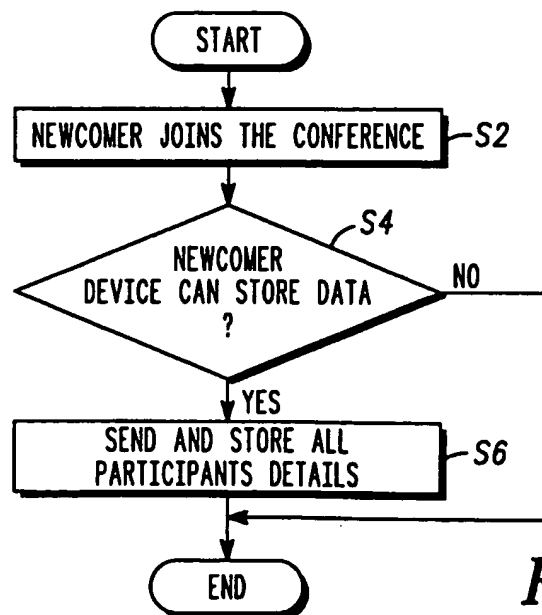 START
NEWCOMER JOINS THE CONFERENCE
S2
S4
NEWCOMER
DEVICE CAN STORE DATA
?
NO
YES
SEND AND STORE ALL
PARTICIPANTS DETAILS
S6
END